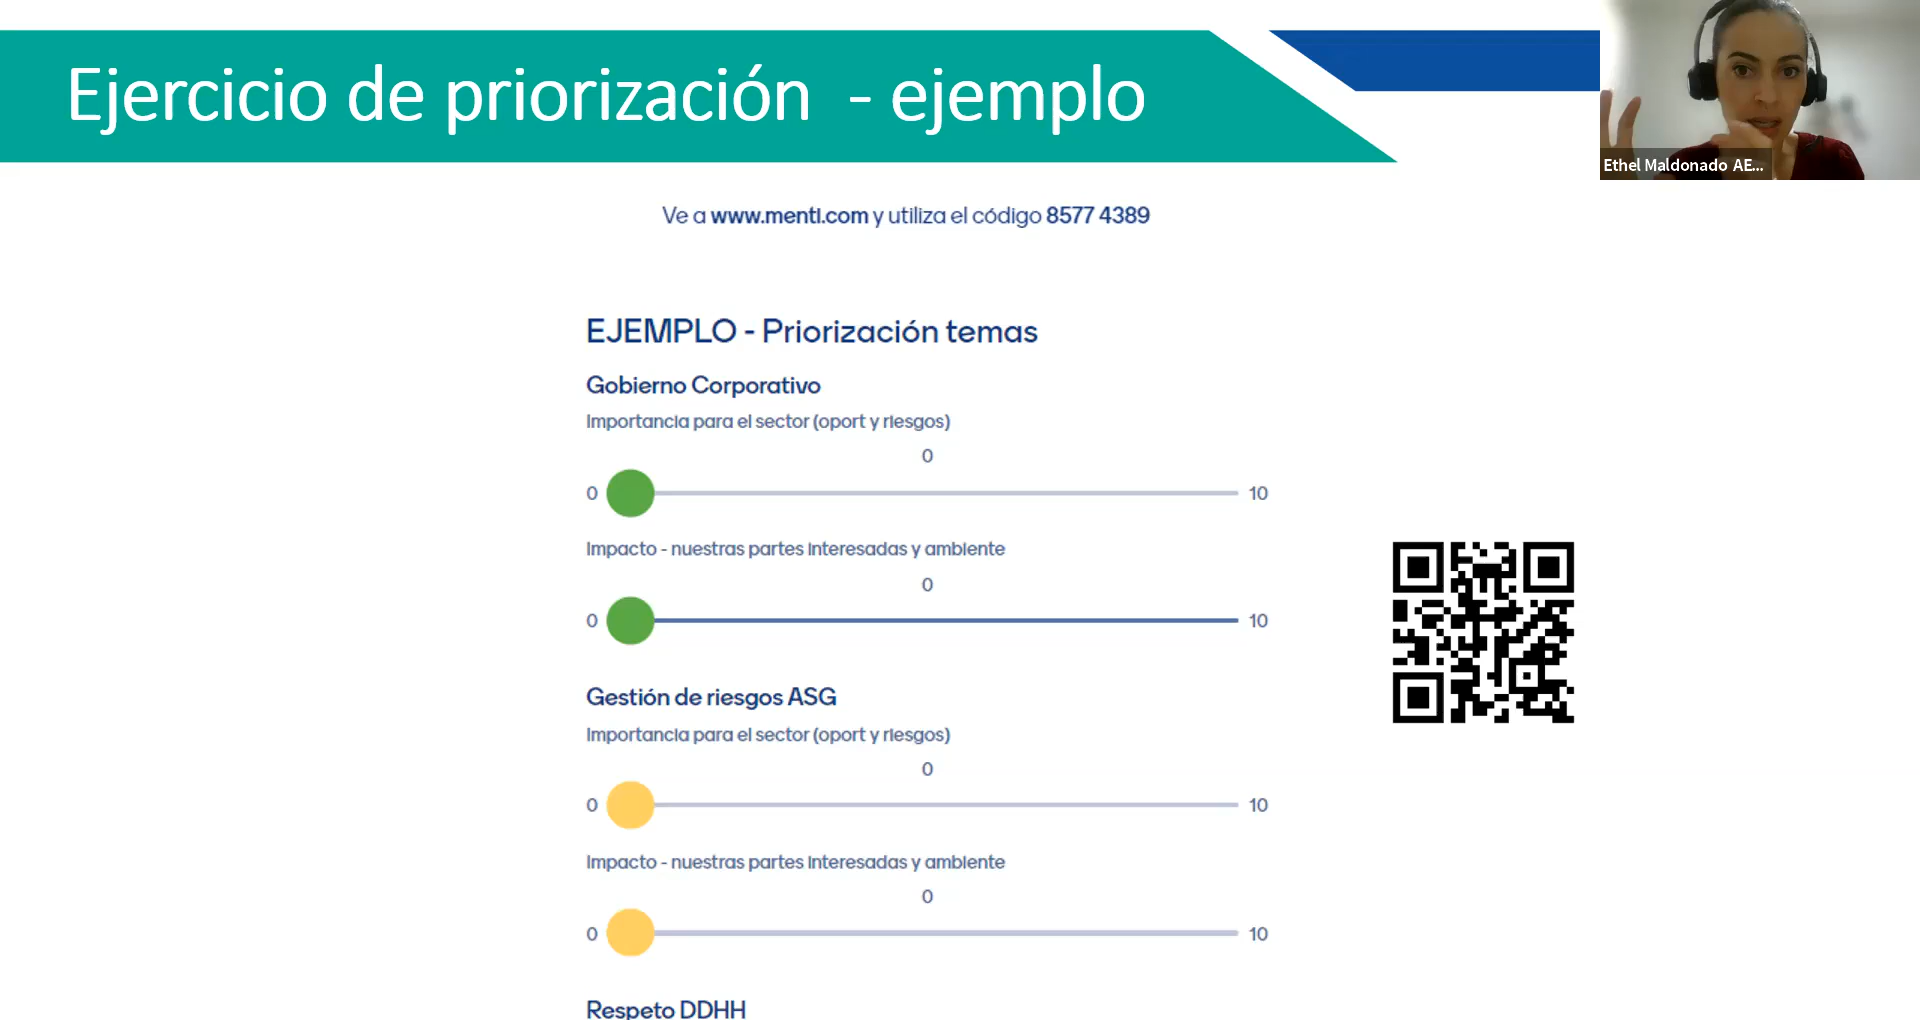 Ejercicio de priorización - ejemplo
Ethel Maldonado AE...
Ve a www.menti.com y utiliza el código 8577 4389
EJEMPLO - Priorización temas
Gobierno Corporativo
Importancia para el sector (oport y riesgos)
0
0 10
Impacto - nuestras partes interesadas y ambiente
0
0 10
Gestión de riesgos ASG
Importancia para el sector (oport y riesgos)
0
0 10
Impacto - nuestras partes interesadas y ambiente
0
0 10
Respeto DDHH